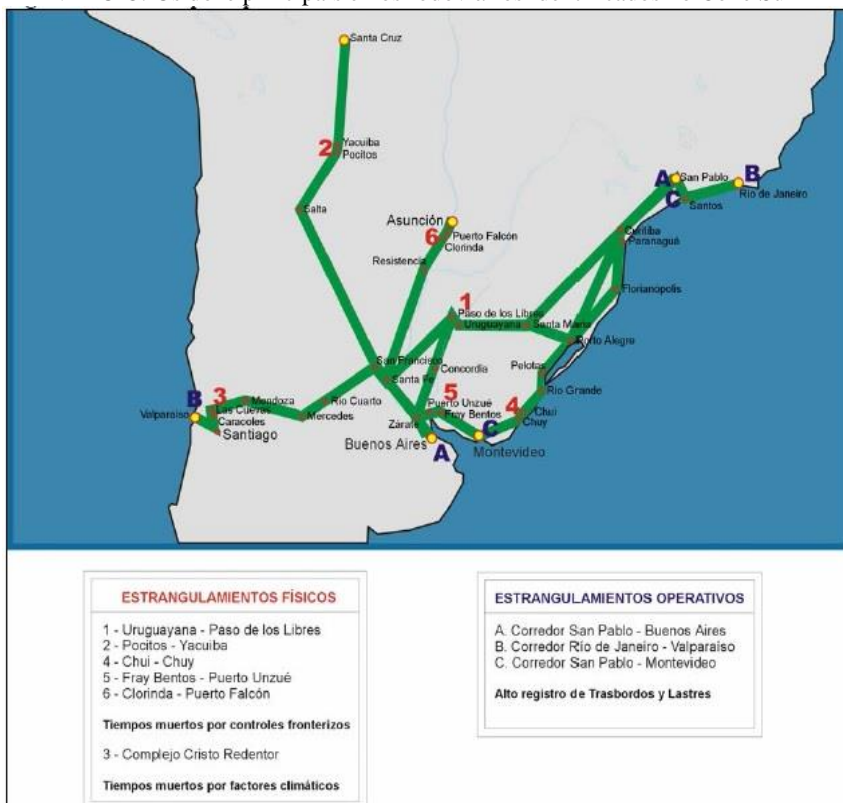 Santa Cruz
2
Yacuiba
Pocitos
Salta
Asunción
6
Puerto Falcón
Clorinda
Resistencia
A
San Pablo
B
C
Santos
Río de Janeiro
Curitiba
Paranaguá
Florianopolis
1
Paso de los Libres
Uruguayana
Santa María
Porto Alegre
San Francisco
Concordia
Pelotas
Santa Fe
Río Grande
B
3
Mendoza
Río Cuarto
5
Puerto Unzué
Fray Bentos
4
Chui
Chuy
Valparaíso
Las Cuevas
Caracoles
Mercedes
Santiago
Zárate
C
Buenos Aires
A
Montevideo
ESTRANGULAMIENTOS FÍSICOS
1 - Uruguayana - Paso de los Libres
2 - Pocitos - Yacuiba
4 - Chui - Chuy
5 - Fray Bentos - Puerto Unzué
6 - Clorinda - Puerto Falcón
Tiempos muertos por controles fronterizos
3 - Complejo Cristo Redentor
Tiempos muertos por factores climáticos
ESTRANGULAMIENTOS OPERATIVOS
A. Corredor San Pablo - Buenos Aires
B. Corredor Río de Janeiro - Valparaíso
C. Corredor San Pablo - Montevideo
Alto registro de Trasbordos y Lastres